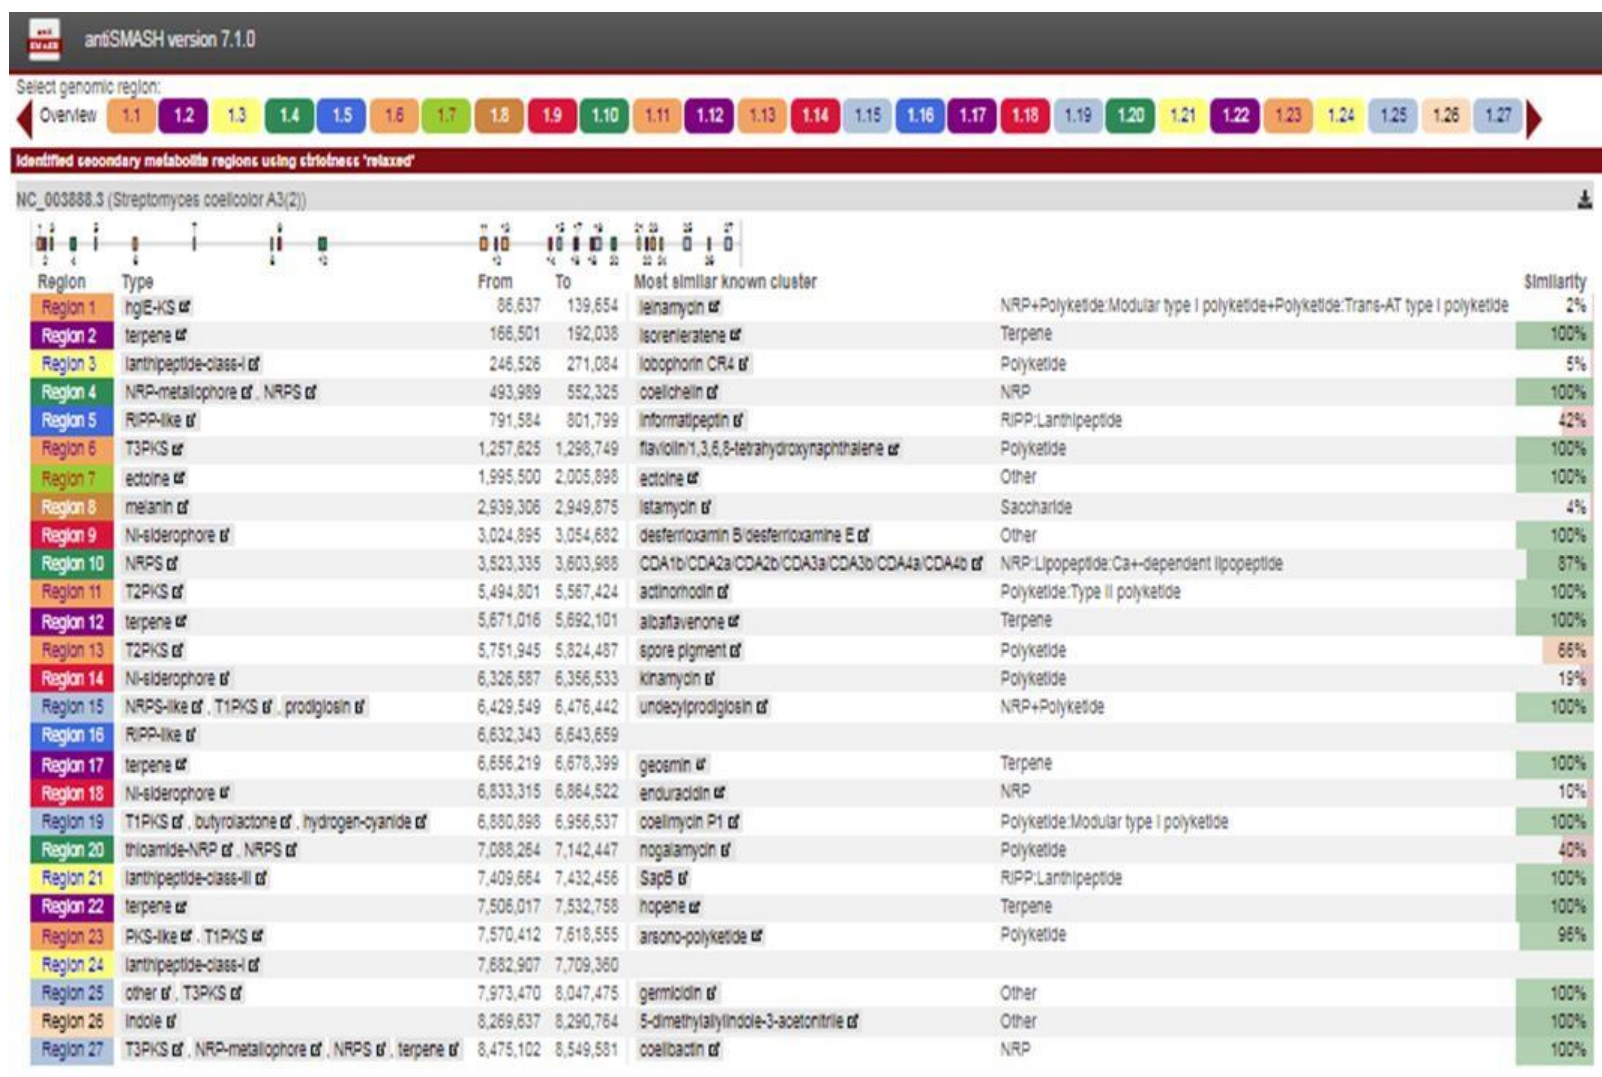 antiSMASH version 7.1.0
Select genomic region:
Overview 1.1 1.2 1.3 1.4 1.5 1.6 1.7 1.8 1.9 1.10 1.11 1.12 1.13 1.14 1.15 1.16 1.17 1.18 1.19 1.20 1.21 1.22 1.23 1.24 1.25 1.26 1.27
Identified secondary metabolite regions using strictness 'relaxed'
NC_003888.3 (Streptomyces coelicolor A3(2))
Region Type From To Most similar known cluster Similarity
Region 1 hglE-KS 86,637 139,654 leinamycin NRP+Polyketide:Modular type I polyketide+Polyketide:Trans-AT type I polyketide 2%
Region 2 terpene 166,501 192,038 isorenieratene Terpene 100%
Region 3 lanthipeptide-class-i 246,526 271,084 lobophorin CR4 Polyketide 5%
Region 4 NRP-metallophore , NRPS 493,989 552,325 coelichelin NRP 100%
Region 5 RiPP-like 791,584 801,799 informatipeptin RiPP:Lanthipeptide 42%
Region 6 T3PKS 1,257,625 1,298,749 flaviolin/1,3,6,8-tetrahydroxynaphthalene Polyketide 100%
Region 7 ectoine 1,995,500 2,005,898 ectoine Other 100%
Region 8 melanin 2,939,306 2,949,875 istamycin Saccharide 4%
Region 9 NI-siderophore 3,024,895 3,054,682 desferrioxamin B/desferrioxamine E Other 100%
Region 10 NRPS 3,523,335 3,603,988 CDA1b/CDA2a/CDA2b/CDA3a/CDA3b/CDA4a/CDA4b NRP:Lipopeptide:Ca+-dependent lipopeptide 87%
Region 11 T2PKS 5,494,801 5,567,424 actinorhodin Polyketide:Type II polyketide 100%
Region 12 terpene 5,671,016 5,692,101 albaflavenone Terpene 100%
Region 13 T2PKS 5,751,945 5,824,487 spore pigment Polyketide 66%
Region 14 NI-siderophore 6,326,587 6,356,533 kinamycin Polyketide 19%
Region 15 NRPS-like , T1PKS , prodigiosin 6,429,549 6,476,442 undecylprodigiosin NRP+Polyketide 100%
Region 16 RiPP-like 6,632,343 6,643,659
Region 17 terpene 6,656,219 6,678,399 geosmin Terpene 100%
Region 18 NI-siderophore 6,833,315 6,864,522 enduracidin NRP 10%
Region 19 T1PKS , butyrolactone , hydrogen-cyanide 6,880,898 6,956,537 coelimycin P1 Polyketide:Modular type I polyketide 100%
Region 20 thioamide-NRP , NRPS 7,088,264 7,142,447 nogalamycin Polyketide 40%
Region 21 lanthipeptide-class-iii 7,409,664 7,432,456 SapB RiPP:Lanthipeptide 100%
Region 22 terpene 7,506,017 7,532,758 hopene Terpene 100%
Region 23 PKS-like , T1PKS 7,570,412 7,618,555 arsono-polyketide Polyketide 96%
Region 24 lanthipeptide-class-i 7,682,907 7,709,360
Region 25 other , T3PKS 7,973,470 8,047,475 germicidin Other 100%
Region 26 indole 8,269,637 8,290,764 5-dimethylallylindole-3-acetonitrile Other 100%
Region 27 T3PKS , NRP-metallophore , NRPS , terpene 8,475,102 8,549,581 coelibactin NRP 100%